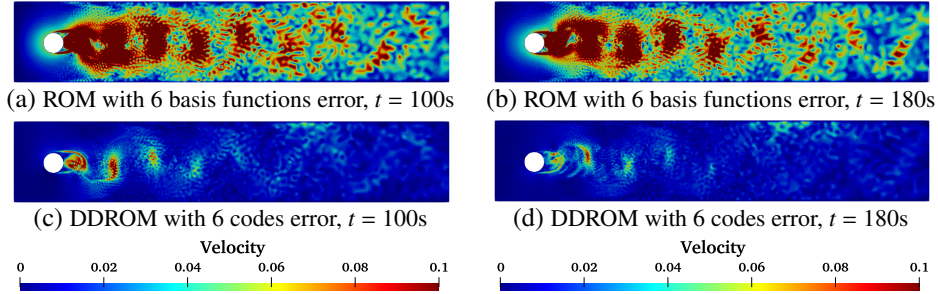 (a) ROM with 6 basis functions error, t = 100s
(b) ROM with 6 basis functions error, t = 180s
(c) DDROM with 6 codes error, t = 100s
(d) DDROM with 6 codes error, t = 180s
Velocity
0 0.02 0.04 0.06 0.08 0.1
Velocity
0 0.02 0.04 0.06 0.08 0.1